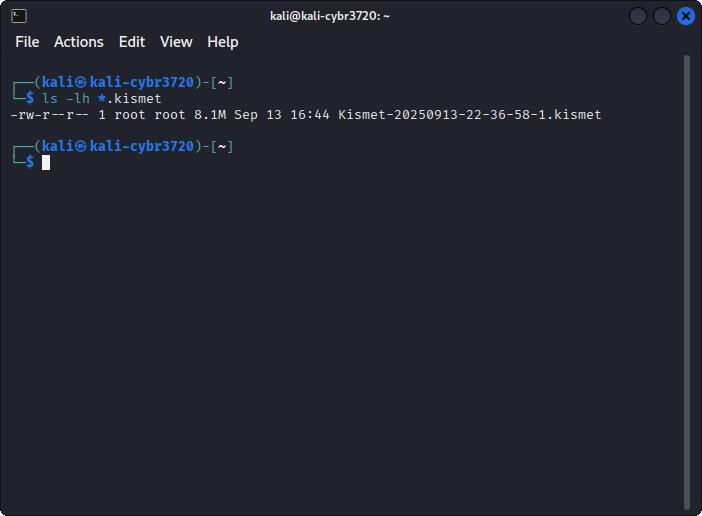 kali@kali-cybr3720: ~
File Actions Edit View Help
┌──(kali㉿kali-cybr3720)-[~]
└─$ ls -lh *.kismet
-rw-r--r-- 1 root root 8.1M Sep 13 16:44 Kismet-20250913-22-36-58-1.kismet
┌──(kali㉿kali-cybr3720)-[~]
└─$